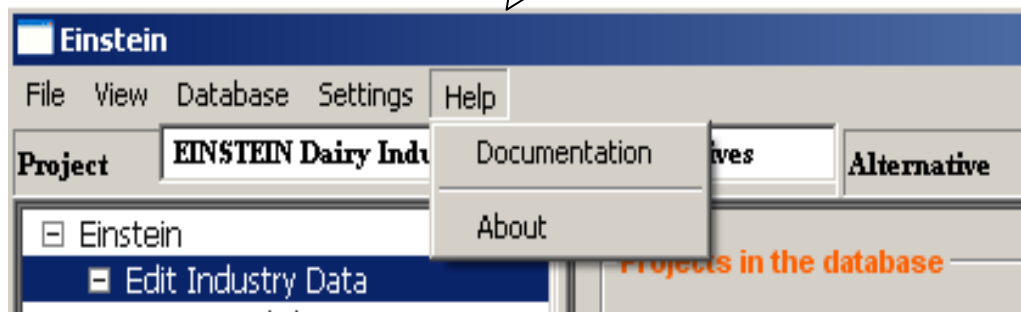 Einstein
File View Database Settings Help
Project EINSTEIN Dairy Indu ves Alternative
Documentation
About
Einstein
Edit Industry Data
Projects in the database